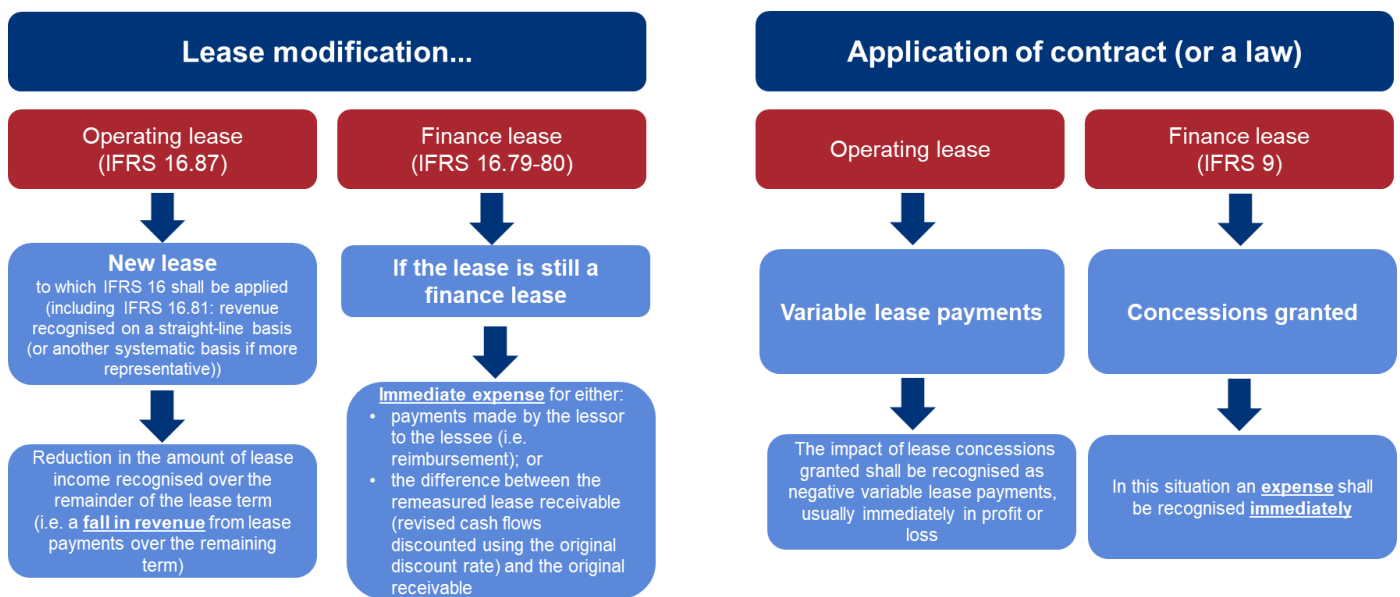 Lease modification...
Operating lease
(IFRS 16.87)
New lease
to which IFRS 16 shall be applied
(including IFRS 16.81: revenue
recognised on a straight-line basis
(or another systematic basis if more
representative))
Reduction in the amount of lease
income recognised over the
remainder of the lease term
(i.e. a fall in revenue from lease
payments over the remaining
term)
Finance lease
(IFRS 16.79-80)
If the lease is still a
finance lease
Immediate expense for either:
• payments made by the lessor
to the lessee (i.e.
reimbursement); or
• the difference between the
remeasured lease receivable
(revised cash flows
discounted using the original
discount rate) and the original
receivable
Application of contract (or a law)
Operating lease
Variable lease payments
The impact of lease concessions
granted shall be recognised as
negative variable lease payments,
usually immediately in profit or
loss
Finance lease
(IFRS 9)
Concessions granted
In this situation an expense shall
be recognised immediately